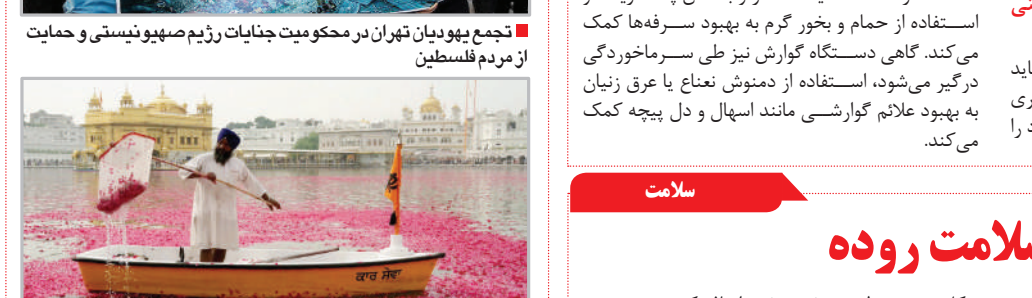 تجمع یهودیان تهران در محکومیت جنایات رژیم صهیونیستی و حمایت
از مردم فلسطین
ਕਾਰ ਸੇਵਾ
استفاده از حمام و بخور گرم به بهبود سرفه‌ها کمک
می‌کند. گاهی دستگاه گوارش نیز طی سرماخوردگی
درگیر می‌شود، استفاده از دمنوش نعناع یا عرق زنیان
به بهبود علائم گوارشی مانند اسهال و دل پیچه کمک
می‌کند.
د را
سلامت
سلامت روده